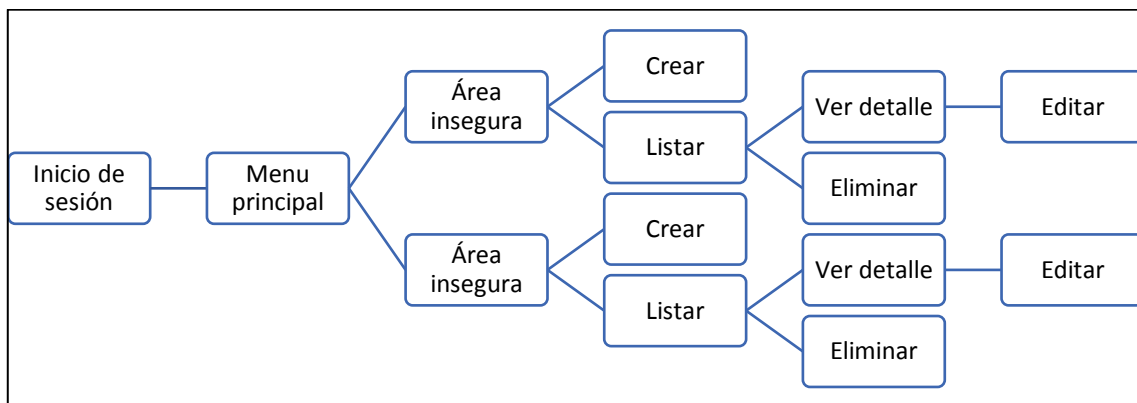 Inicio de
sesión
Menu
principal
Área
insegura
Crear
Listar
Ver detalle
Editar
Eliminar
Área
insegura
Crear
Listar
Ver detalle
Editar
Eliminar